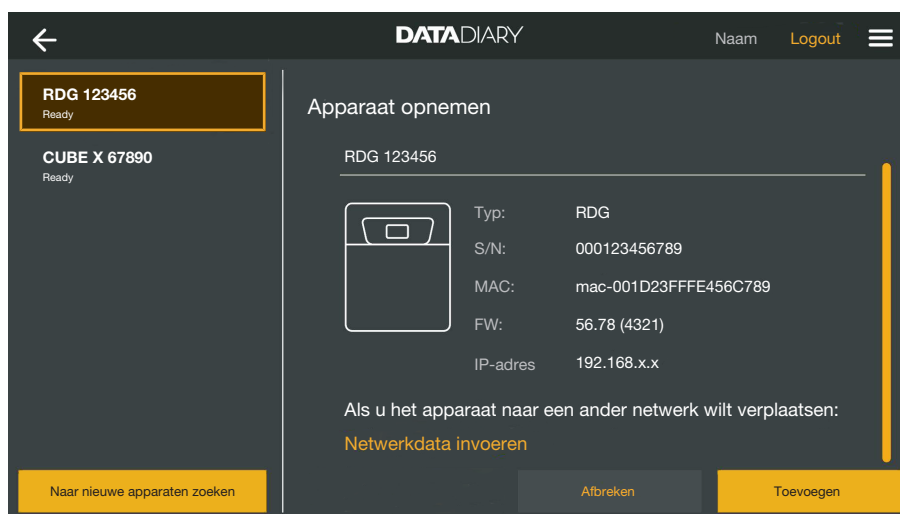 DATADIARY
Naam
Logout
RDG 123456
Ready
CUBE X 67890
Ready
Naar nieuwe apparaten zoeken
Apparaat opnemen
RDG 123456
Typ: RDG
S/N: 000123456789
MAC: mac-001D23FFFE456C789
FW: 56.78 (4321)
IP-adres 192.168.x.x
Als u het apparaat naar een ander netwerk wilt verplaatsen:
Netwerkdata invoeren
Afbreken
Toevoegen